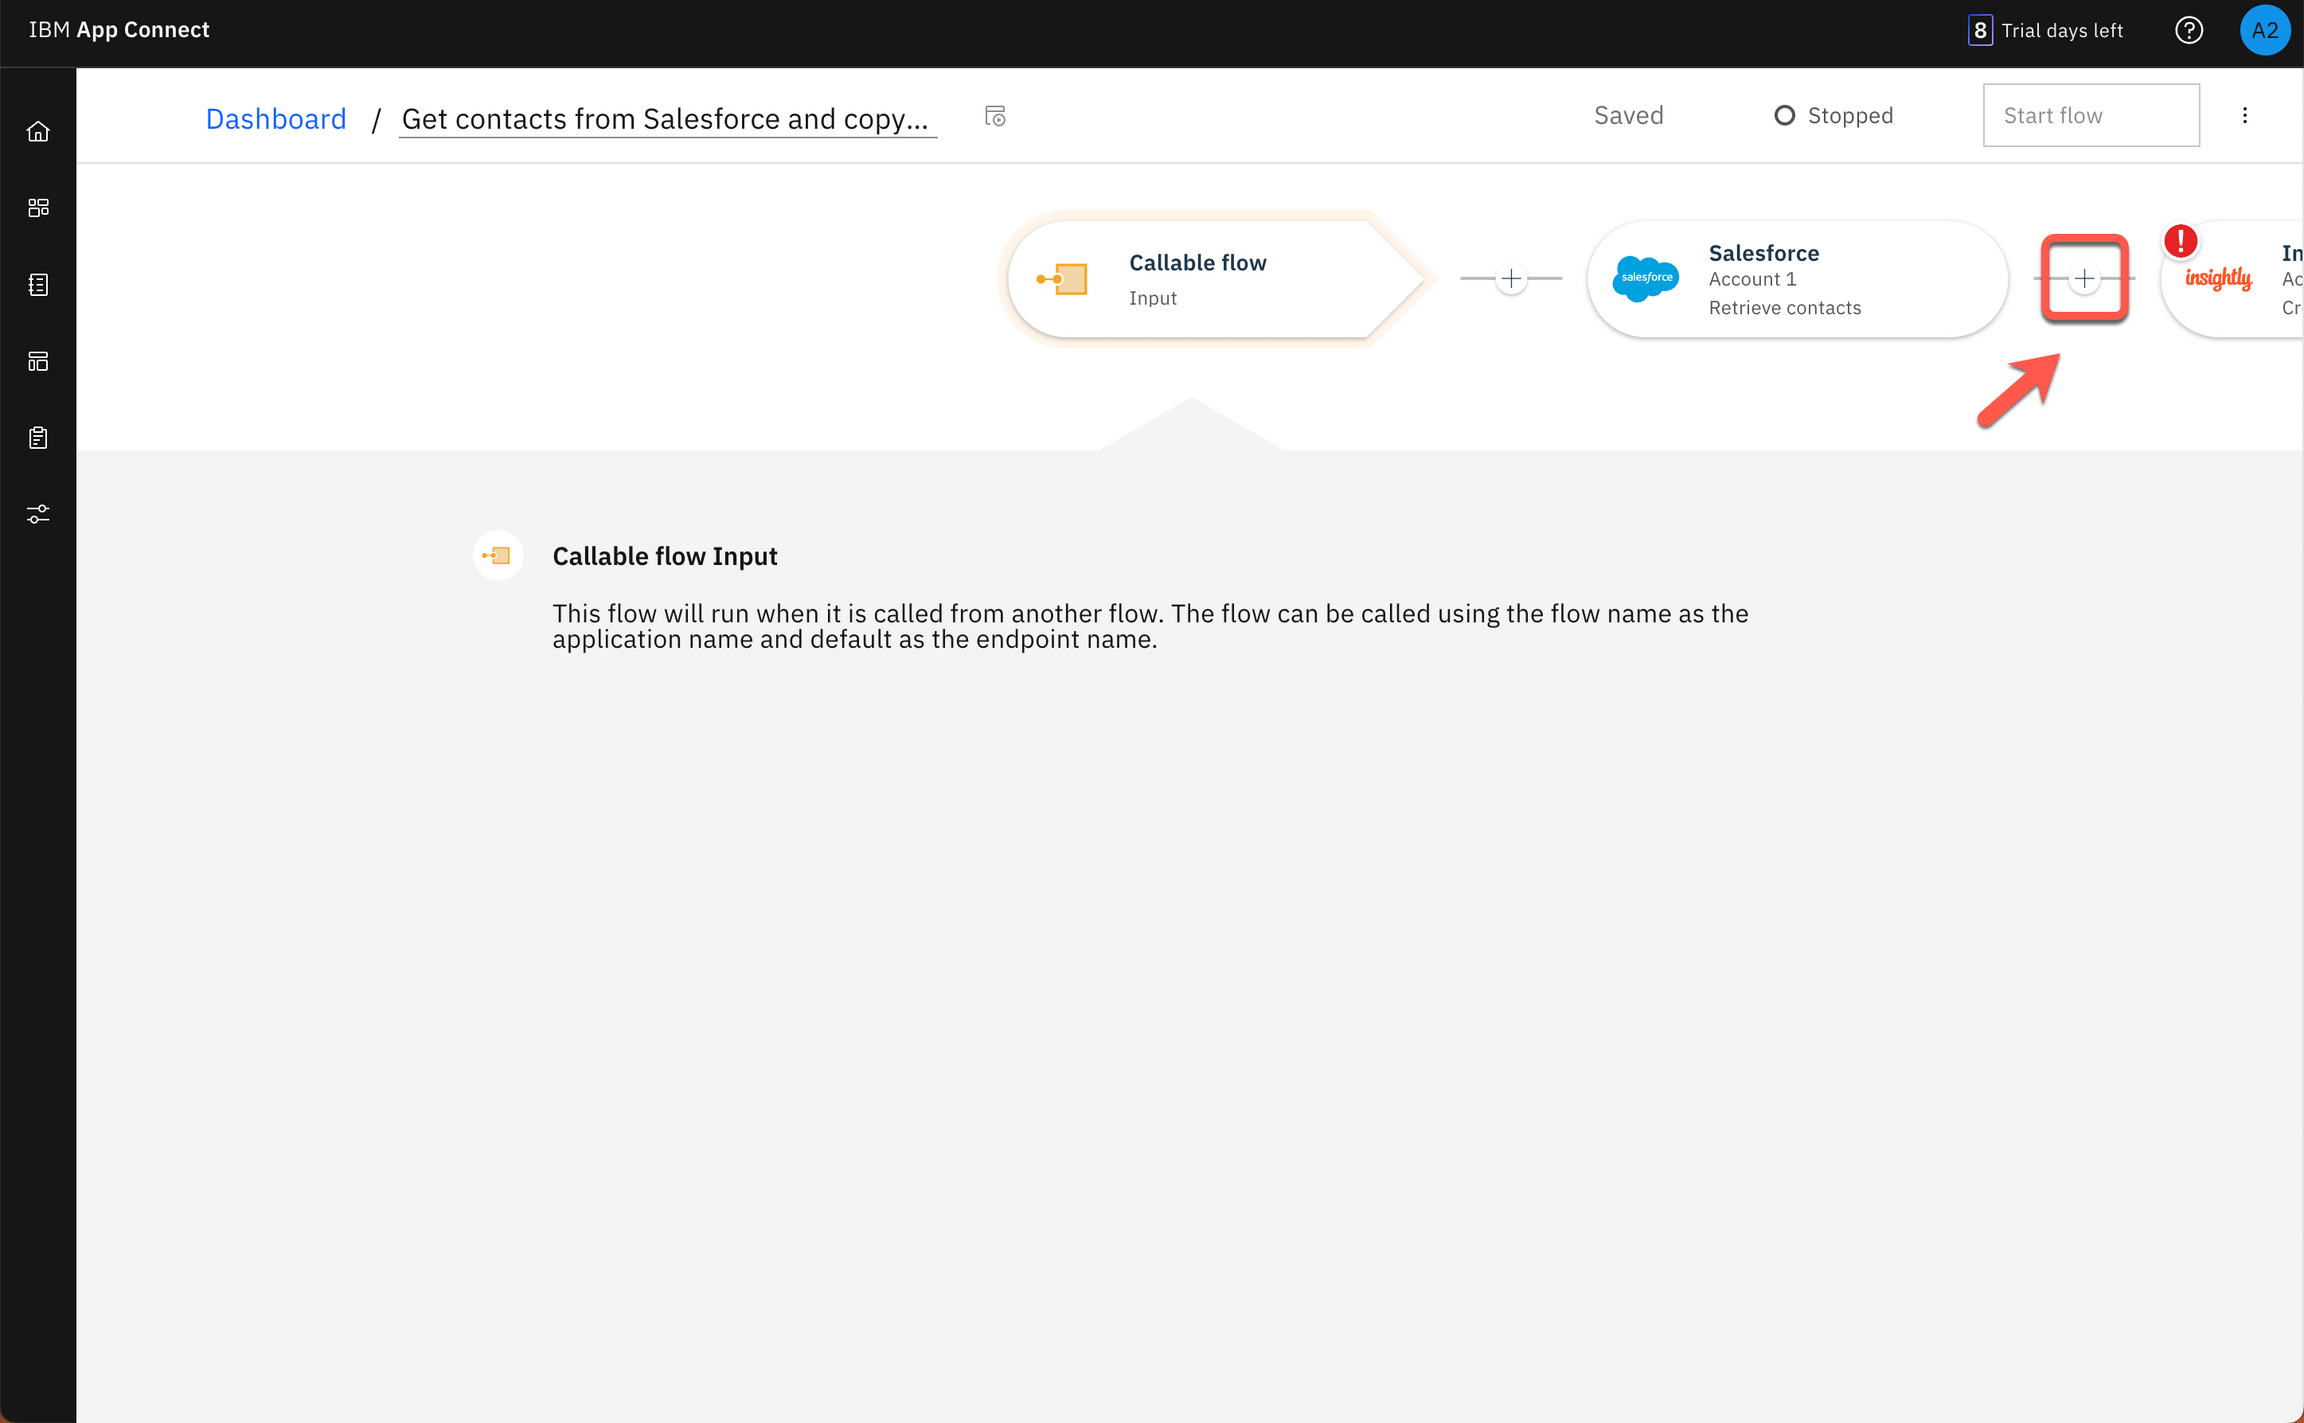 IBM App Connect
8 Trial days left
A2
Dashboard / Get contacts from Salesforce and copy...
Saved
Stopped
Start flow
Callable flow
Input
salesforce
Salesforce
Account 1
Retrieve contacts
insightly
In
Ac
Cr
Callable flow Input
This flow will run when it is called from another flow. The flow can be called using the flow name as the
application name and default as the endpoint name.